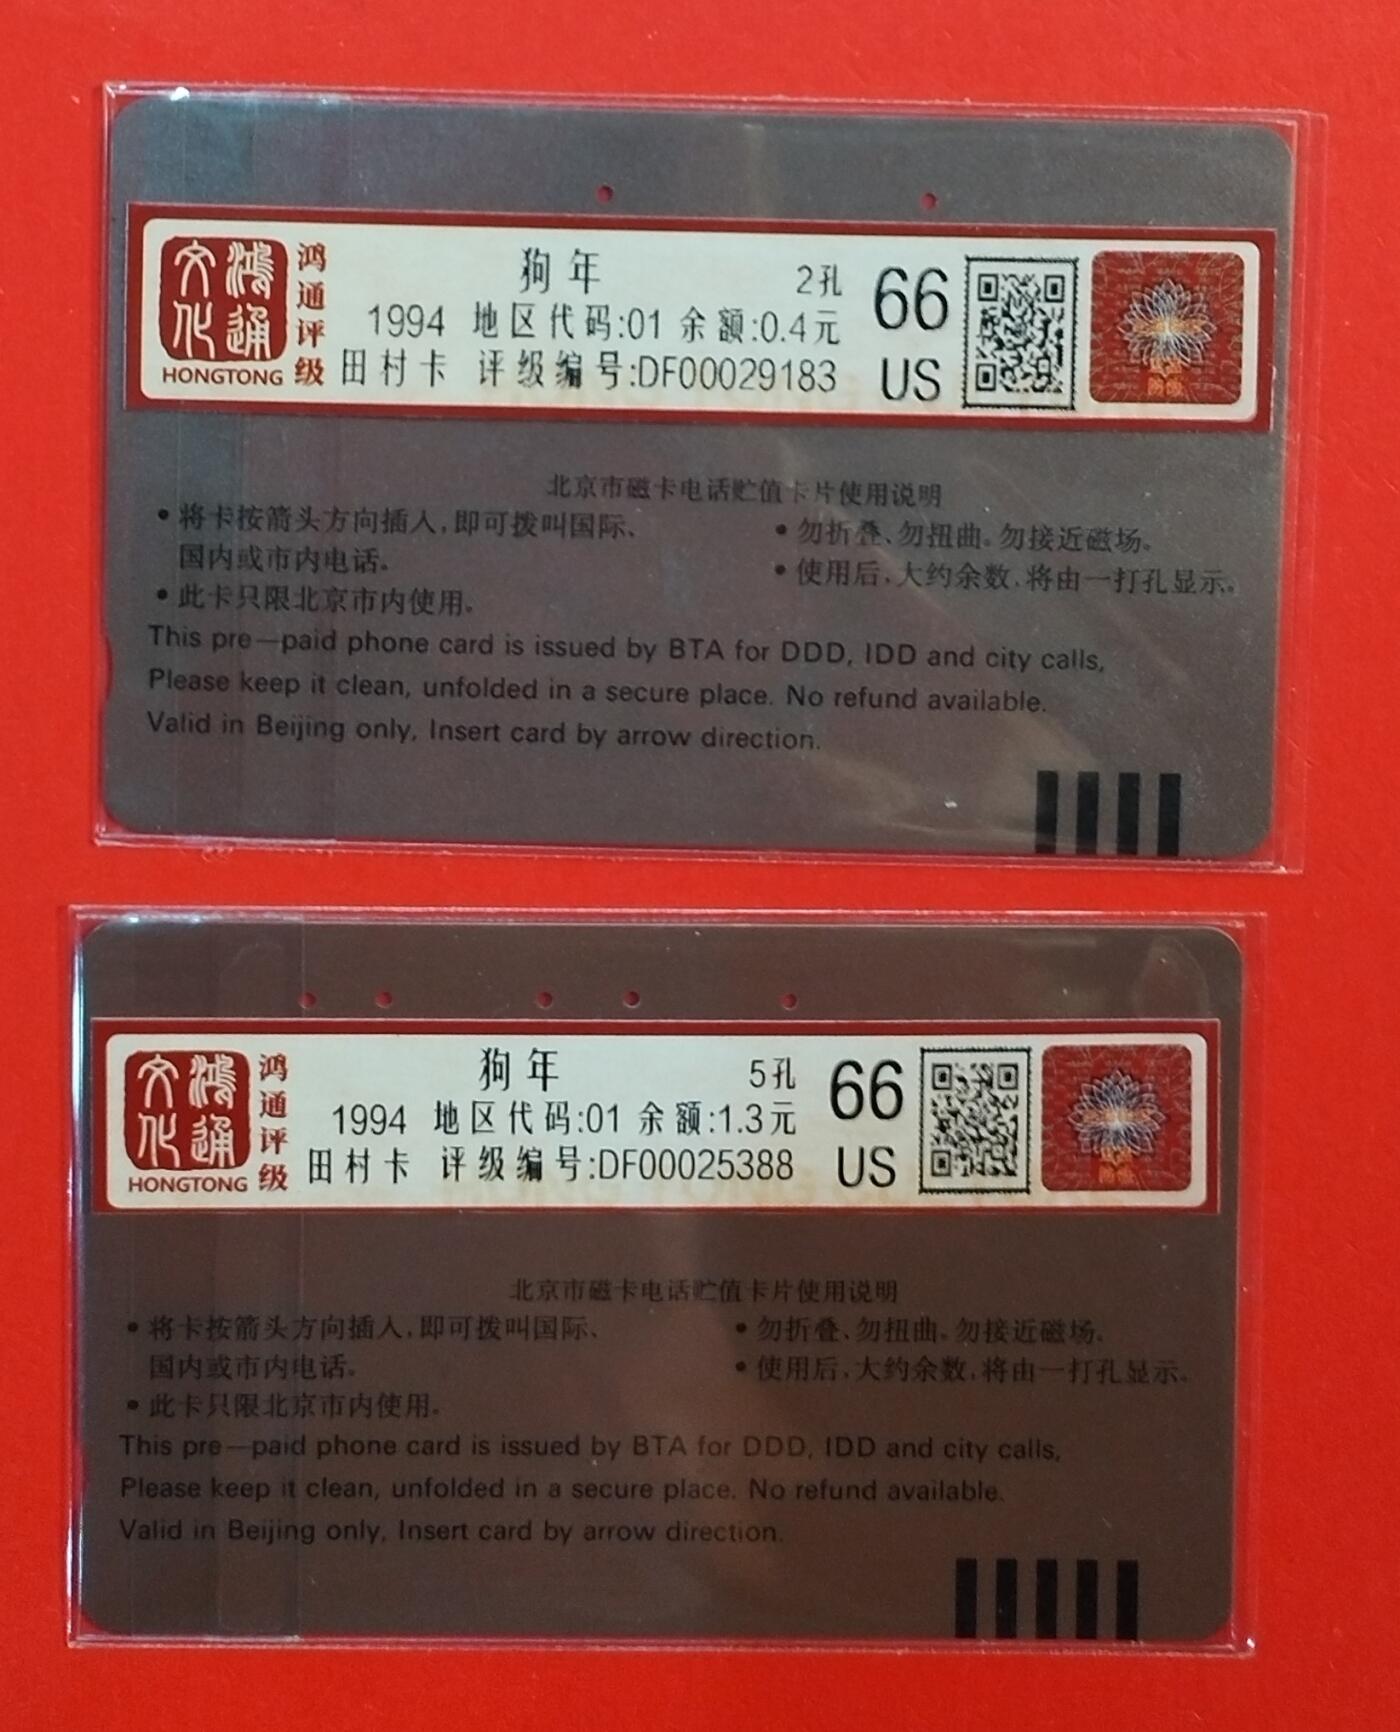 文鸿
化通
HONGTONG
鸿通评级
狗年 2孔
1994 地区代码:01 余额:0.4元
田村卡 评级编号:DF00029183
66
US
北京市磁卡电话贮值卡片使用说明
•将卡按箭头方向插入,即可拨叫国际、
国内或市内电话。
•此卡只限北京市内使用。
•勿折叠、勿扭曲。勿接近磁场。
•使用后,大约余数,将由一打孔显示。
This pre—paid phone card is issued by BTA for DDD, IDD and city calls,
Please keep it clean, unfolded in a secure place. No refund available.
Valid in Beijing only, Insert card by arrow direction.
文鸿
化通
HONGTONG
鸿通评级
狗年 5孔
1994 地区代码:01 余额:1.3元
田村卡 评级编号:DF00025388
66
US
北京市磁卡电话贮值卡片使用说明
•将卡按箭头方向插入,即可拨叫国际、
国内或市内电话。
•此卡只限北京市内使用。
•勿折叠、勿扭曲。勿接近磁场。
•使用后,大约余数,将由一打孔显示。
This pre—paid phone card is issued by BTA for DDD, IDD and city calls,
Please keep it clean, unfolded in a secure place. No refund available.
Valid in Beijing only, Insert card by arrow direction.